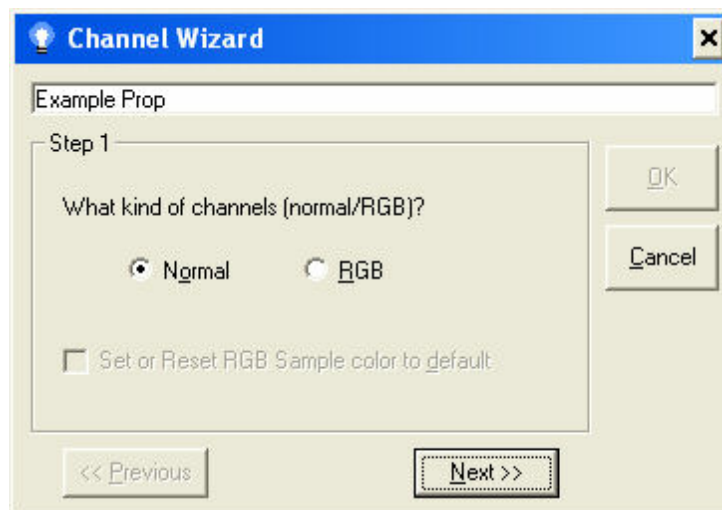 Channel Wizard
Example Prop
Step 1
OK
What kind of channels (normal/RGB)?
Cancel
Normal RGB
Set or Reset RGB Sample color to default
<< Previous Next >>